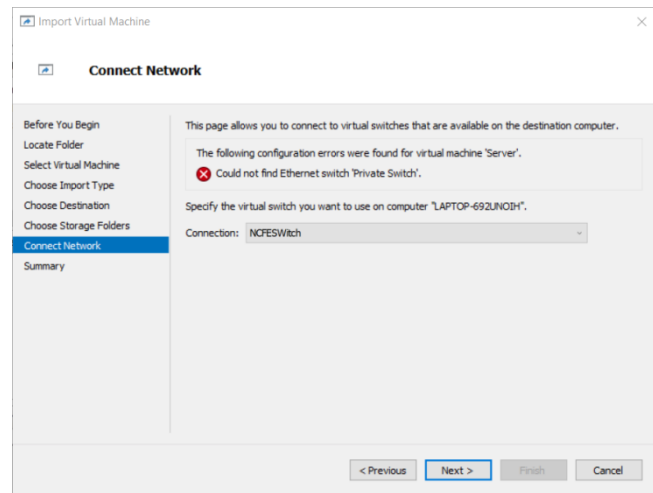 Import Virtual Machine
Connect Network
Before You Begin
Locate Folder
Select Virtual Machine
Choose Import Type
Choose Destination
Choose Storage Folders
Connect Network
Summary
This page allows you to connect to virtual switches that are available on the destination computer.
The following configuration errors were found for virtual machine 'Server'.
Could not find Ethernet switch 'Private Switch'.
Specify the virtual switch you want to use on computer "LAPTOP-692UNOIH".
Connection: NCFESWitch
< Previous Next > Finish Cancel